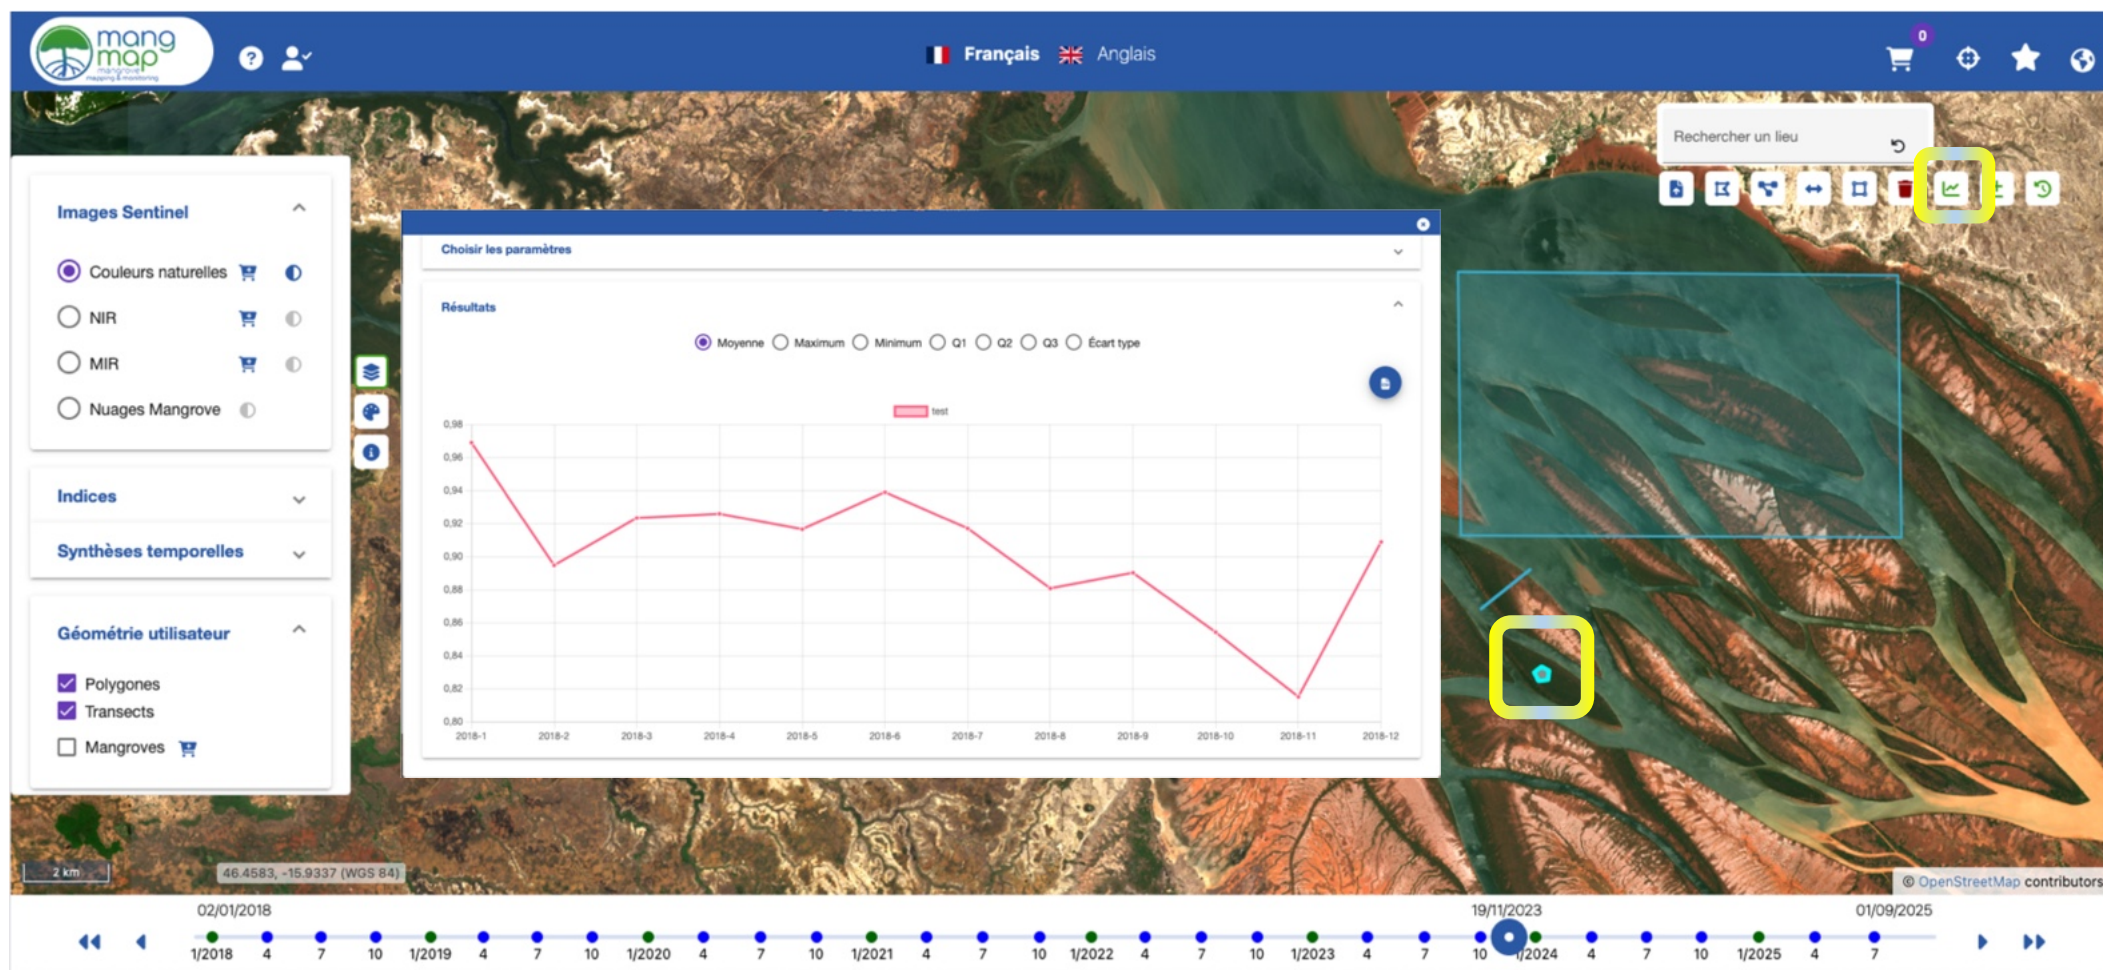 mang
map
mangrove
mapping & monitoring
Français Anglais
0
Rechercher un lieu
Images Sentinel
Couleurs naturelles
NIR
MIR
Nuages Mangrove
Indices
Synthèses temporelles
Géométrie utilisateur
Polygones
Transects
Mangroves
Choisir les paramètres
Résultats
Moyenne Maximum Minimum Q1 Q2 Q3 Écart type
test
0,98
0,96
0,94
0,92
0,90
0,88
0,86
0,84
0,82
0,80
2018-1 2018-2 2018-3 2018-4 2018-5 2018-6 2018-7 2018-8 2018-9 2018-10 2018-11 2018-12
2 km
46.4583, -15.9337 (WGS 84)
© OpenStreetMap contributors
02/01/2018 19/11/2023 01/09/2025
1/2018 4 7 10 1/2019 4 7 10 1/2020 4 7 10 1/2021 4 7 10 1/2022 4 7 10 1/2023 4 7 10 1/2024 4 7 10 1/2025 4 7